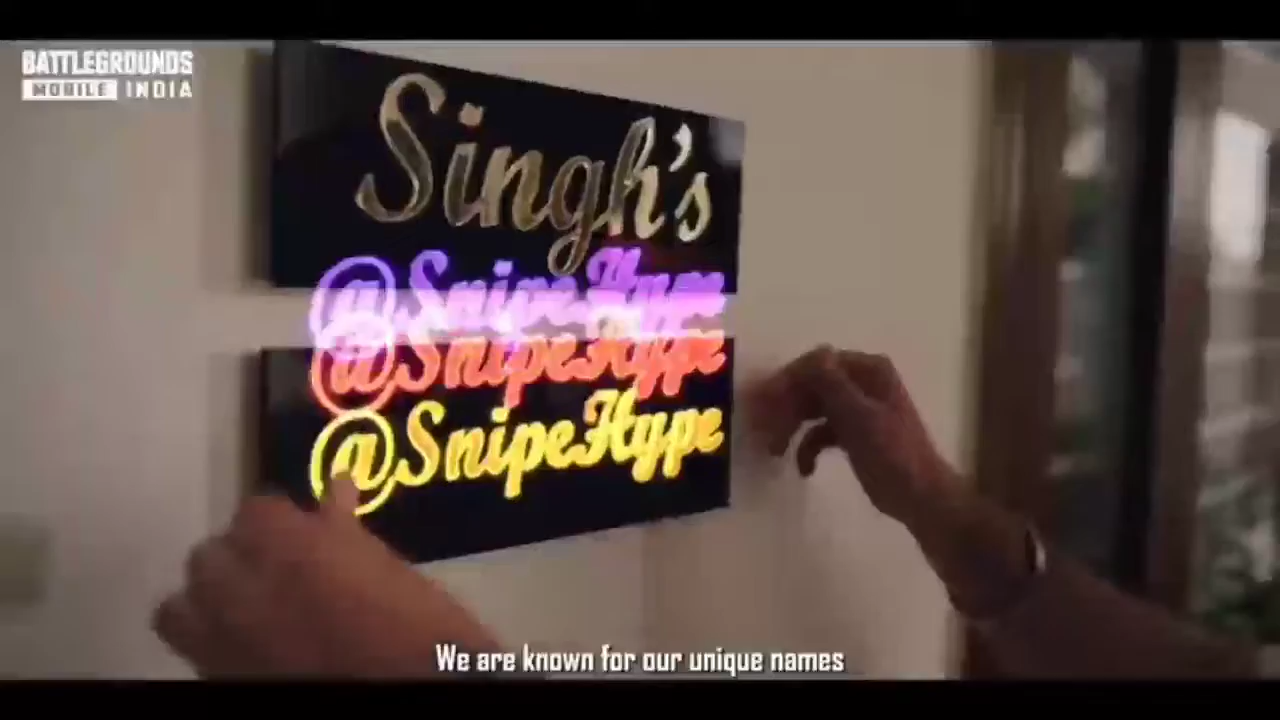 BATTLEGROUNDS
MOBILE INDIA
Singh's
@SnipeHype
@SnipeHype
@SnipeHype
We are known for our unique names